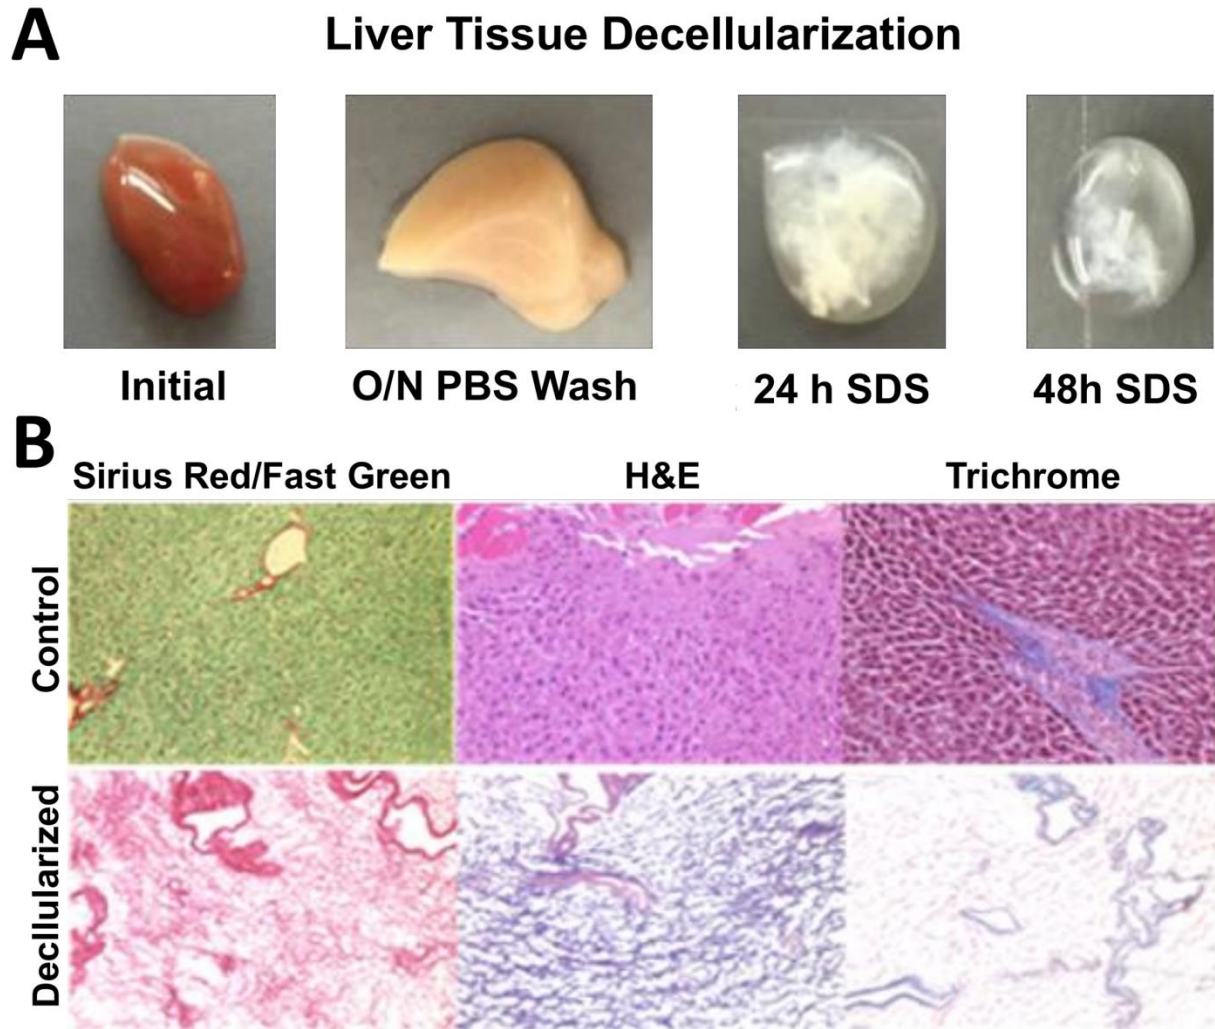 A
Liver Tissue Decellularization
Initial
O/N PBS Wash
24 h SDS
48h SDS
B
Sirius Red/Fast Green
H&E
Trichrome
Control
Decllularized